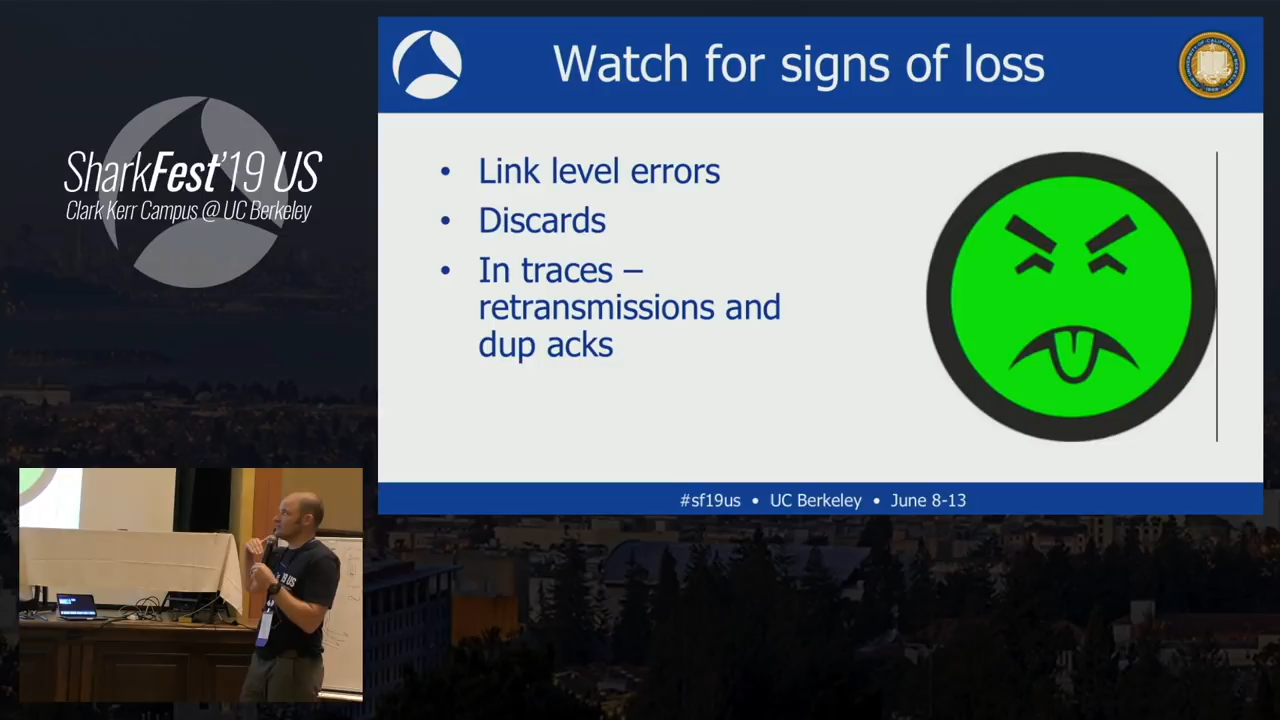 SharkFest'19 US
Clark Kerr Campus @ UC Berkeley
Watch for signs of loss
• Link level errors
• Discards
• In traces –
retransmissions and
dup acks
#sf19us • UC Berkeley • June 8-13